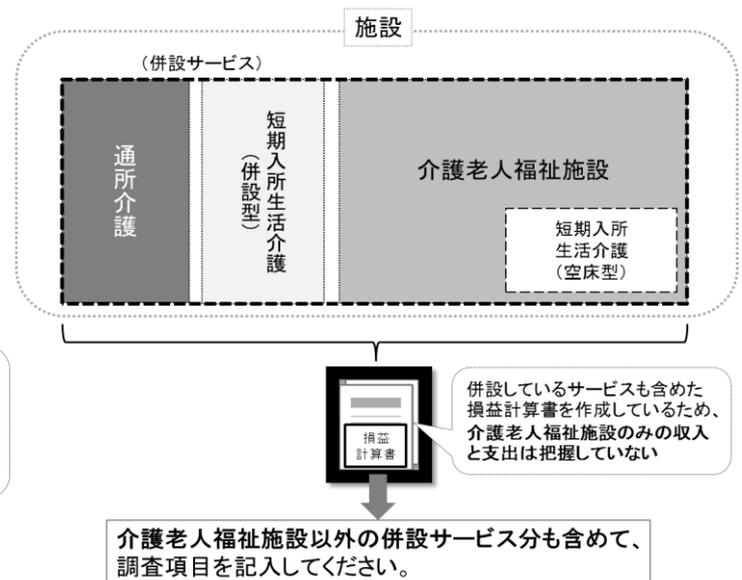 施設
（併設サービス）
通所介護
短期入所生活介護
（併設型）
介護老人福祉施設
短期入所
生活介護
（空床型）
損益
計算書
併設しているサービスも含めた
損益計算書を作成しているため、
介護老人福祉施設のみの収入
と支出は把握していない
介護老人福祉施設以外の併設サービス分も含めて、
調査項目を記入してください。